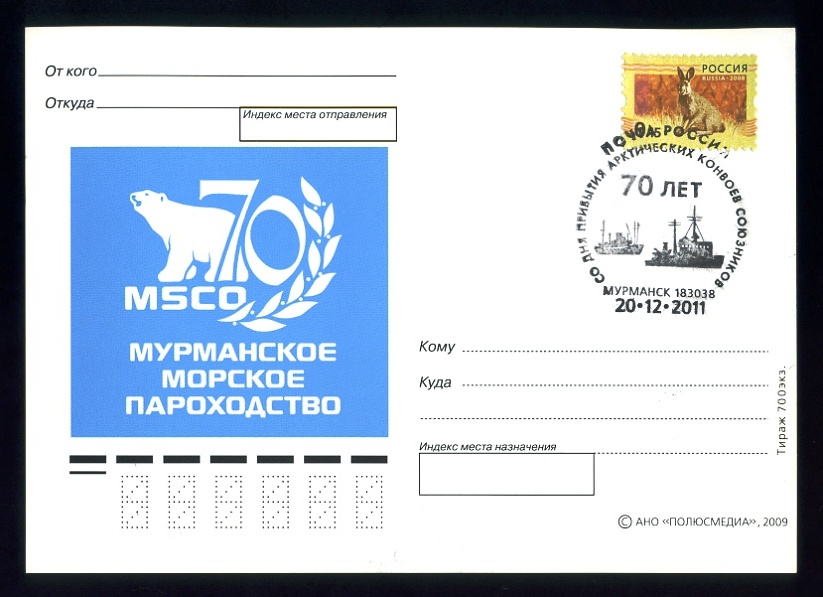 От кого
Откуда
Индекс места отправления
РОССИЯ
RUSSIA · 2008
ПОЧТА РОССИИ
СО ДНЯ ПРИБЫТИЯ АРКТИЧЕСКИХ КОНВОЕВ СОЮЗНИКОВ
70 ЛЕТ
МУРМАНСК 183038
20·12·2011
70
MSCO
МУРМАНСКОЕ
МОРСКОЕ
ПАРОХОДСТВО
Кому
Куда
Индекс места назначения
Тираж 700экз.
© АНО «ПОЛЮСМЕДИА», 2009